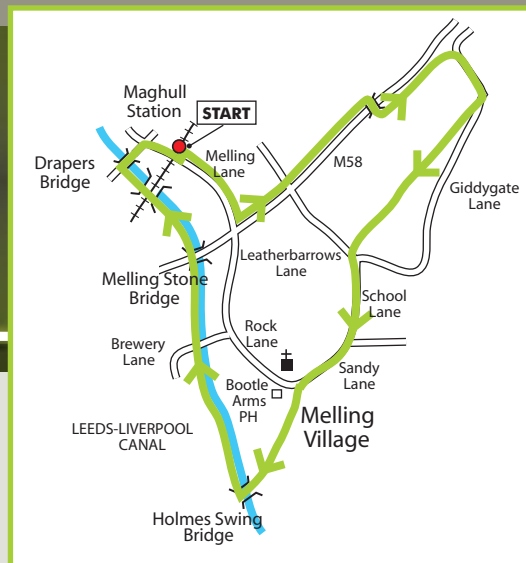 Maghull
Station
START
Drapers
Bridge
Melling
Lane
M58
Giddygate
Lane
Leatherbarrows
Lane
Melling Stone
Bridge
School
Lane
Rock
Lane
Brewery
Lane
Sandy
Lane
Bootle
Arms
PH
Melling
Village
LEEDS-LIVERPOOL
CANAL
Holmes Swing
Bridge